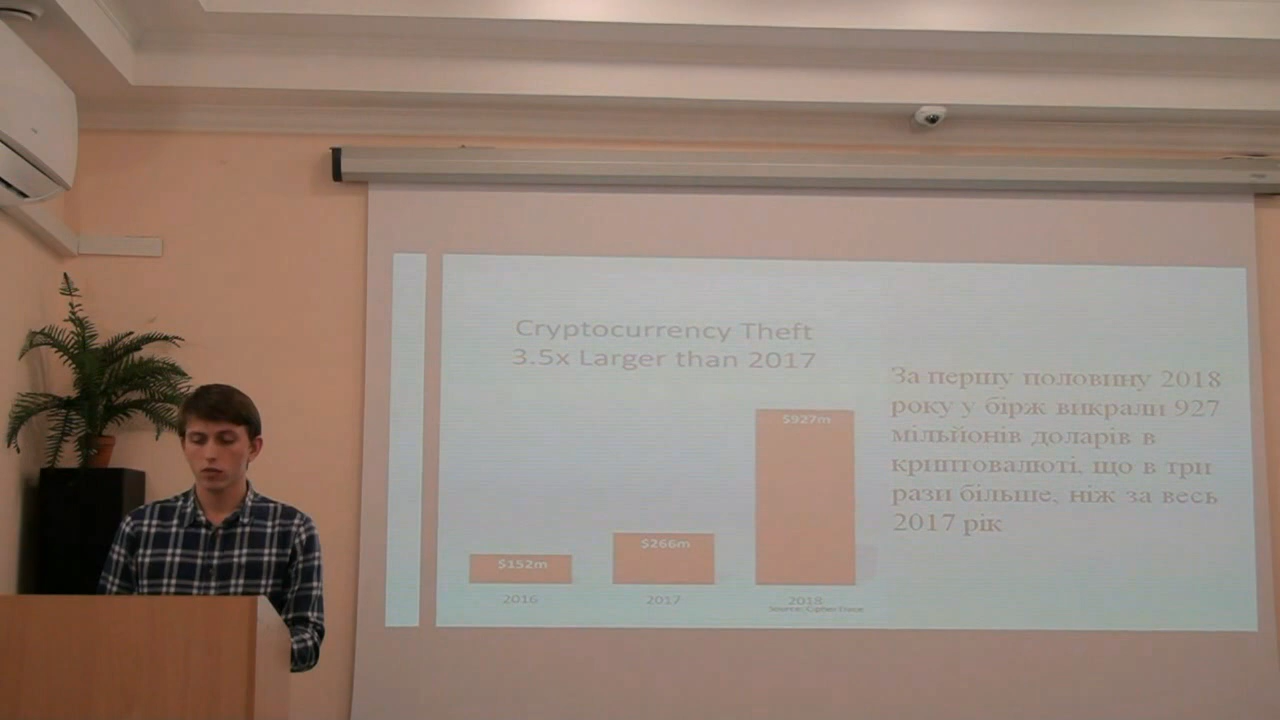 Cryptocurrency Theft
3.5x Larger than 2017
$152m
$266m
$927m
2016
2017
2018
Source: CipherTrace
За першу половину 2018
року у бірж викрали 927
мільйонів доларів в
криптовалюті, що в три
рази більше, ніж за весь
2017 рік